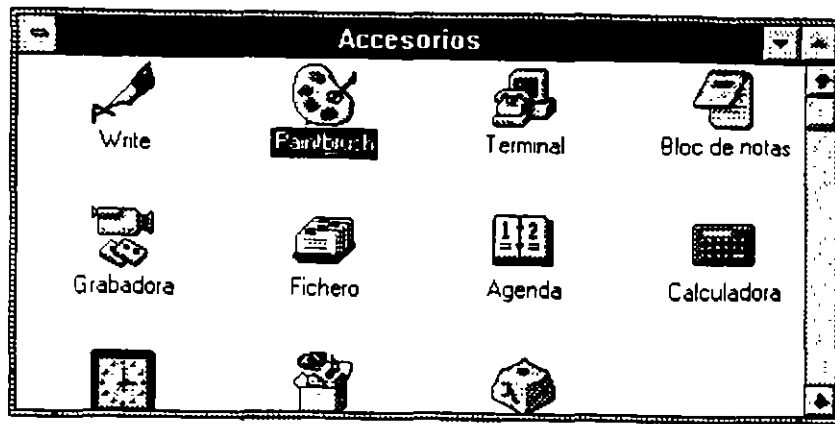 Accesorios
Write Paintbrush Terminal Bloc de notas
Grabadora Fichero Agenda Calculadora